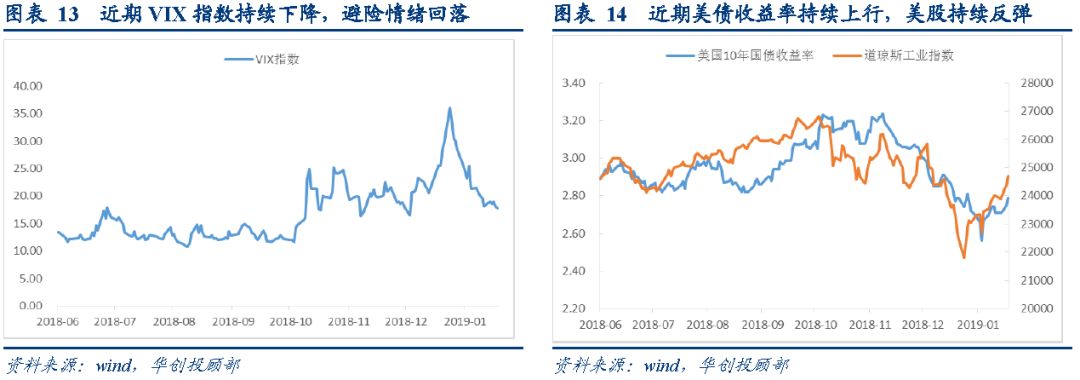 图表 13 近期 VIX 指数持续下降，避险情绪回落
VIX指数
40.00
35.00
30.00
25.00
20.00
15.00
10.00
5.00
0.00
2018-06 2018-07 2018-08 2018-09 2018-10 2018-11 2018-12 2019-01
资料来源：wind，华创投顾部
图表 14 近期美债收益率持续上行，美股持续反弹
美国10年国债收益率 道琼斯工业指数
3.40 28000
3.20 27000
26000
3.00 25000
2.80 24000
23000
2.60 22000
2.40 21000
2.20 20000
2018-06 2018-07 2018-08 2018-09 2018-10 2018-11 2018-12 2019-01
资料来源：wind，华创投顾部